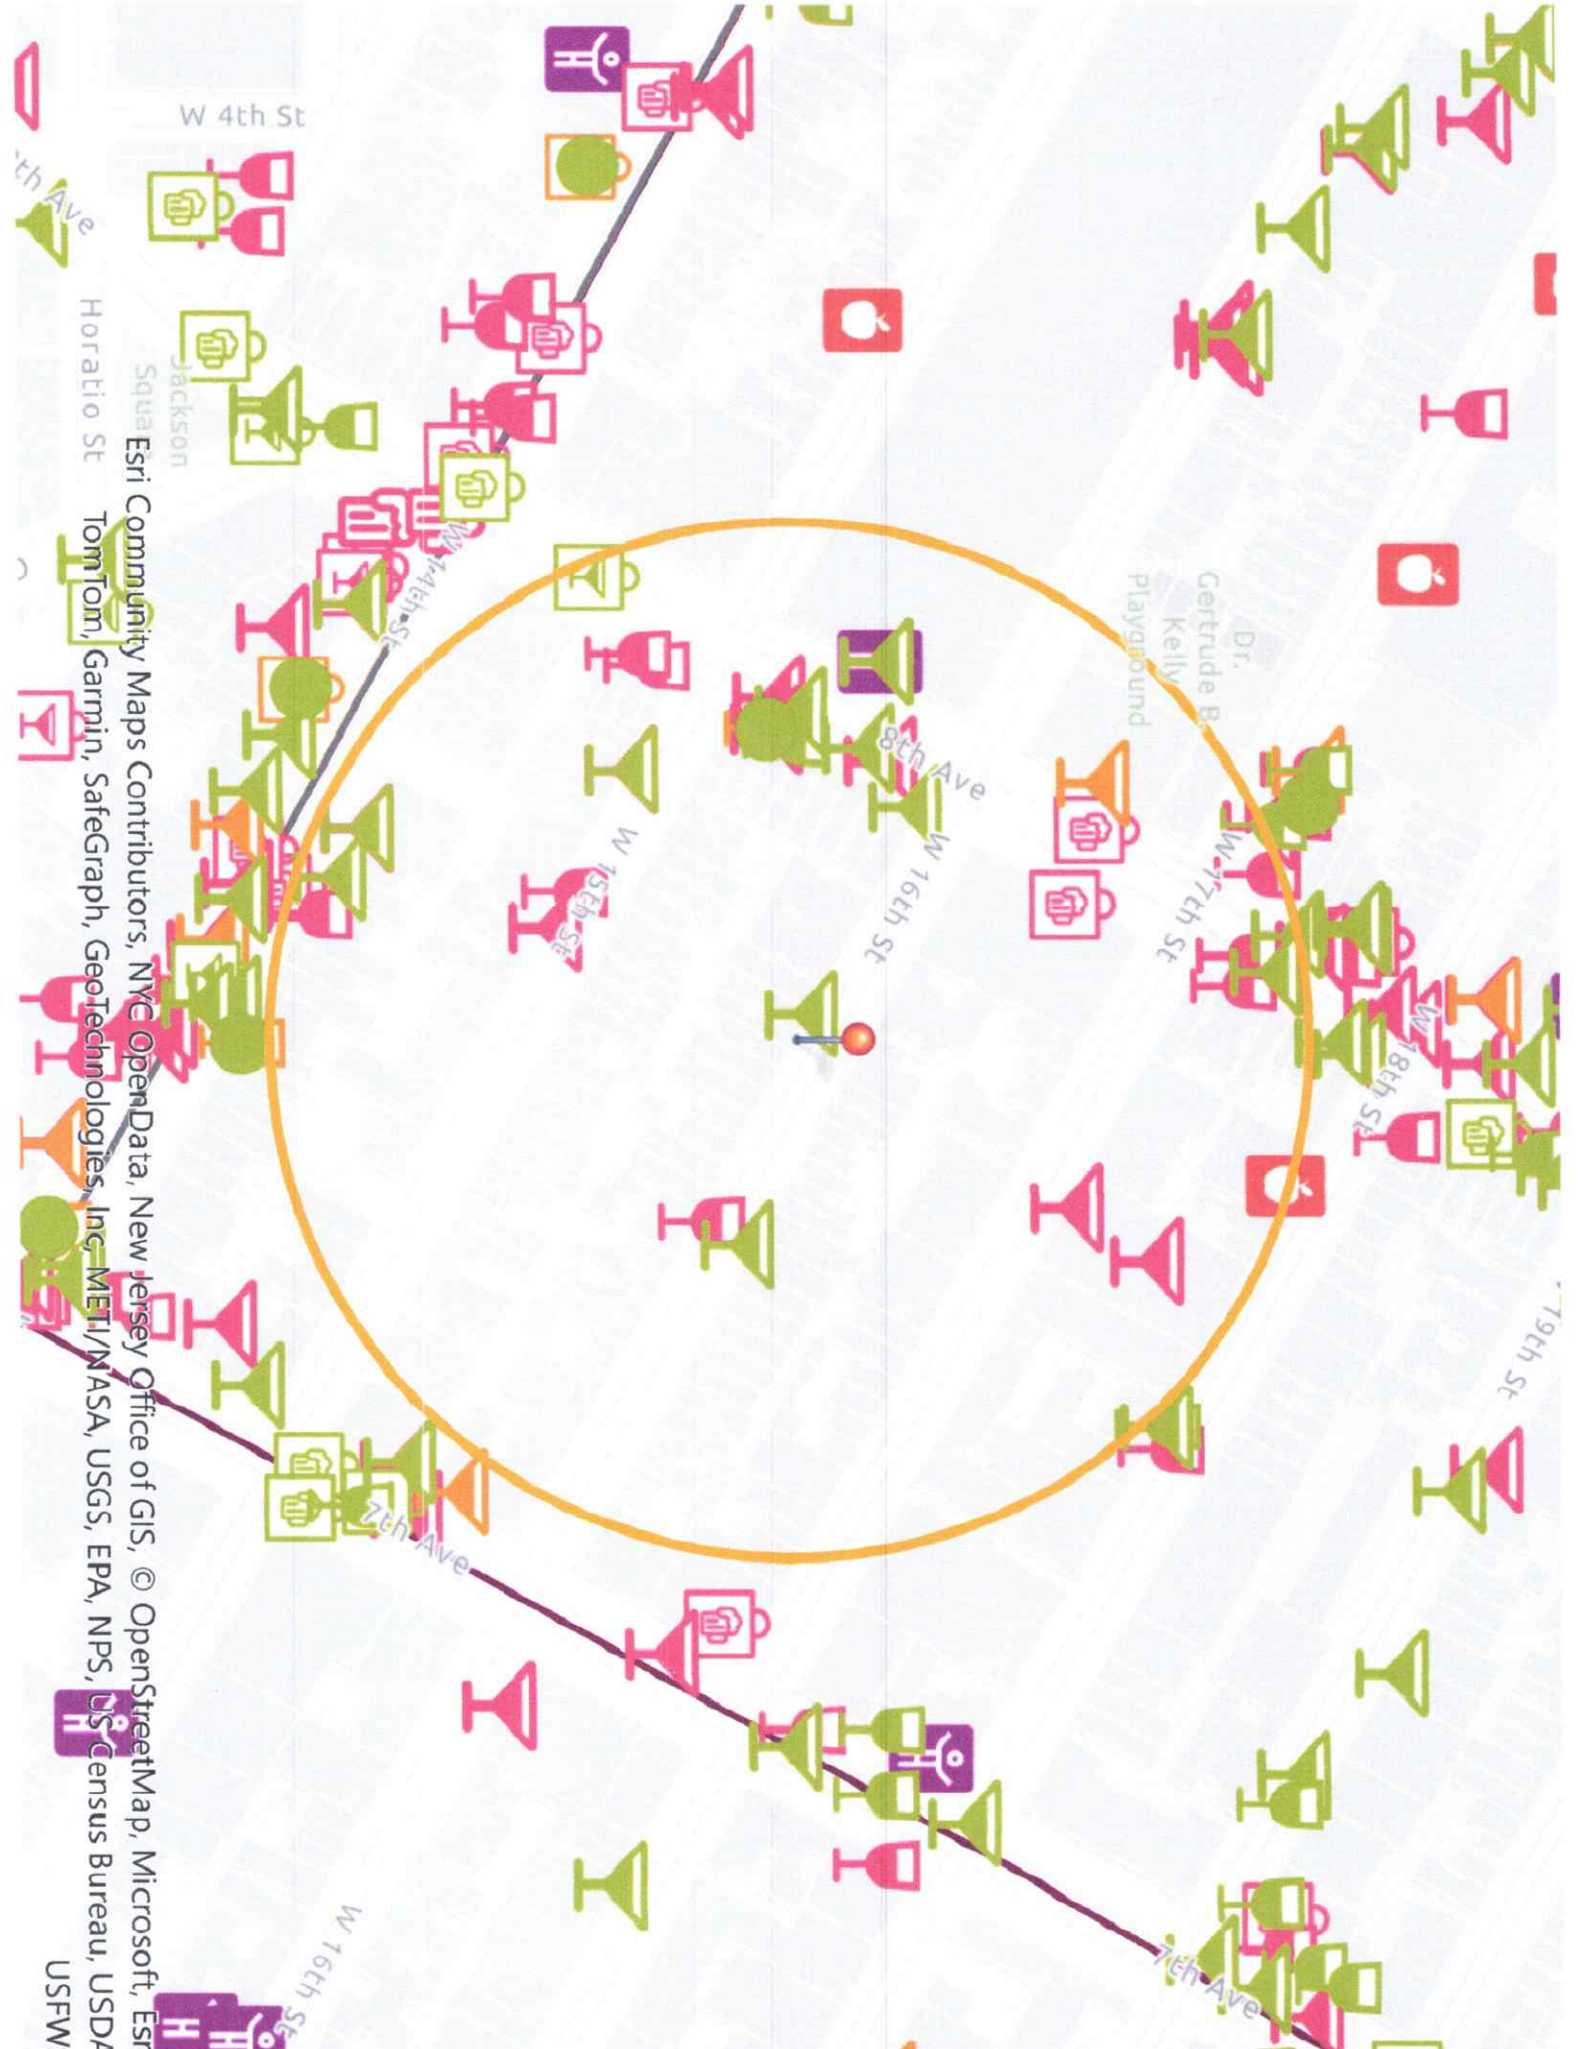 W 4th St
th Ave
Horatio St
Jackson
Square
W 14th St
8th Ave
W 15th St
W 16th St
W 17th St
Dr.
Gertrude B
Kelly
Playground
W 18th St
19th St
7th Ave
7th Ave
W 16th St
Esri Community Maps Contributors, NYC OpenData, New Jersey Office of GIS, © OpenStreetMap, Microsoft, Esr
TomTom, Garmin, SafeGraph, GeoTechnologies, Inc, METI/NASA, USGS, EPA, NPS, US Census Bureau, USDA
USFW